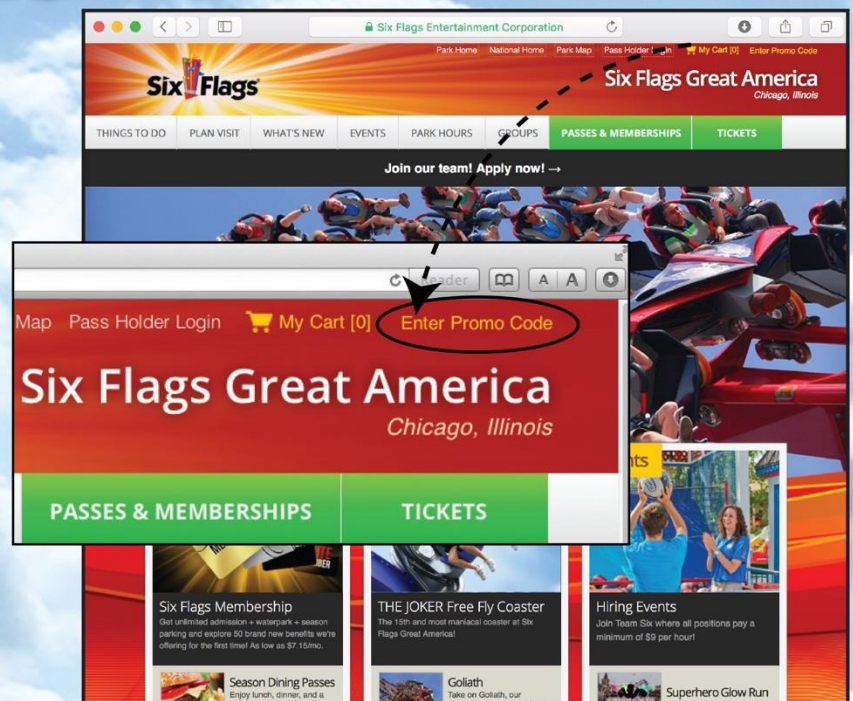 Six Flags Entertainment Corporation
Park Home National Home Park Map Pass Holder Login My Cart [0] Enter Promo Code
Six Flags
Six Flags Great America
Chicago, Illinois
THINGS TO DO PLAN VISIT WHAT'S NEW EVENTS PARK HOURS GROUPS PASSES & MEMBERSHIPS TICKETS
Join our team! Apply now! →
Reader A A
Map Pass Holder Login My Cart [0] Enter Promo Code
Six Flags Great America
Chicago, Illinois
PASSES & MEMBERSHIPS TICKETS
nts
Six Flags Membership
Get unlimited admission + waterpark + season
parking and explore 50 brand new benefits we're
offering for the first time! As low as $7.15/mo.
THE JOKER Free Fly Coaster
The 15th and most maniacal coaster at Six
Flags Great America!
Hiring Events
Join Team Six where all positions pay a
minimum of $9 per hour!
Season Dining Passes
Enjoy lunch, dinner, and a
Goliath
Take on Goliath, our
Superhero Glow Run